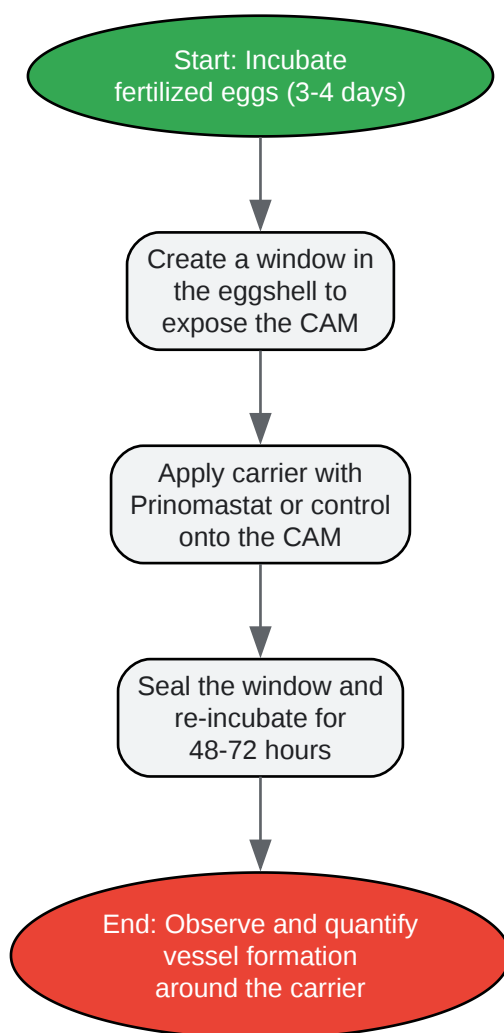 Start: Incubate
fertilized eggs (3-4 days)
Create a window in
the eggshell to
expose the CAM
Apply carrier with
Prinomastat or control
onto the CAM
Seal the window and
re-incubate for
48-72 hours
End: Observe and quantify
vessel formation
around the carrier